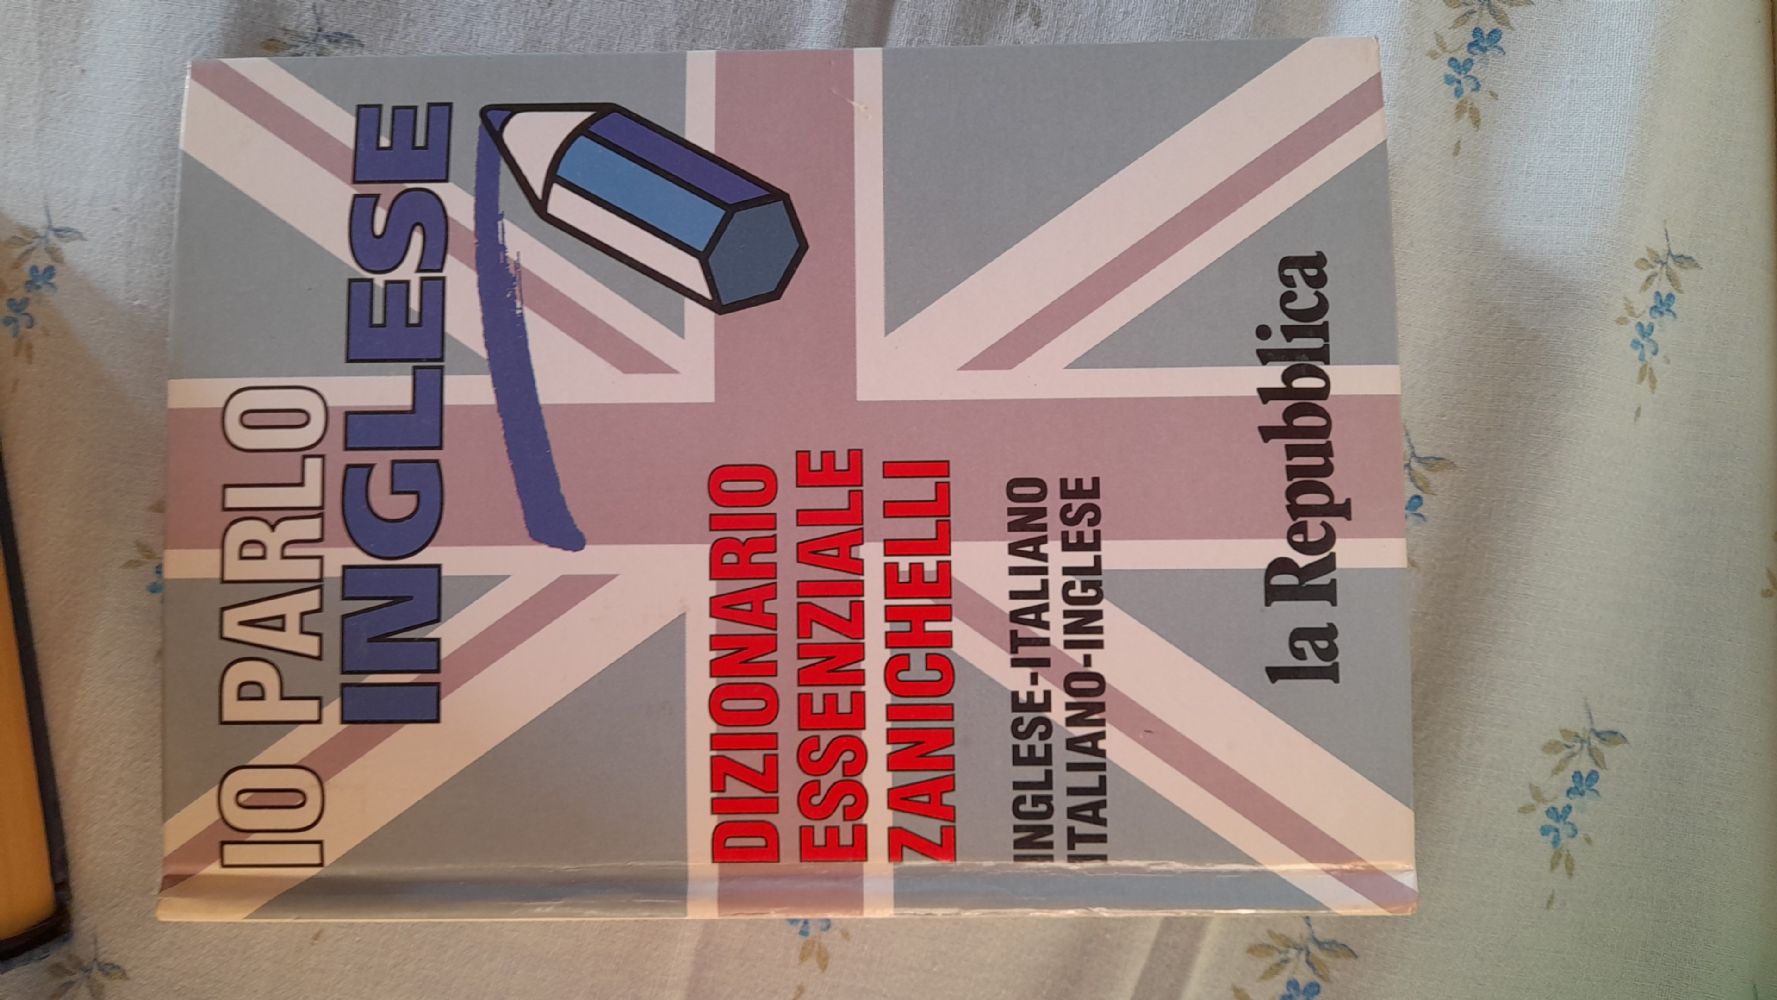 IO PARLO
INGLESE
DIZIONARIO
ESSENZIALE
ZANICHELLI
INGLESE-ITALIANO
ITALIANO-INGLESE
la Repubblica